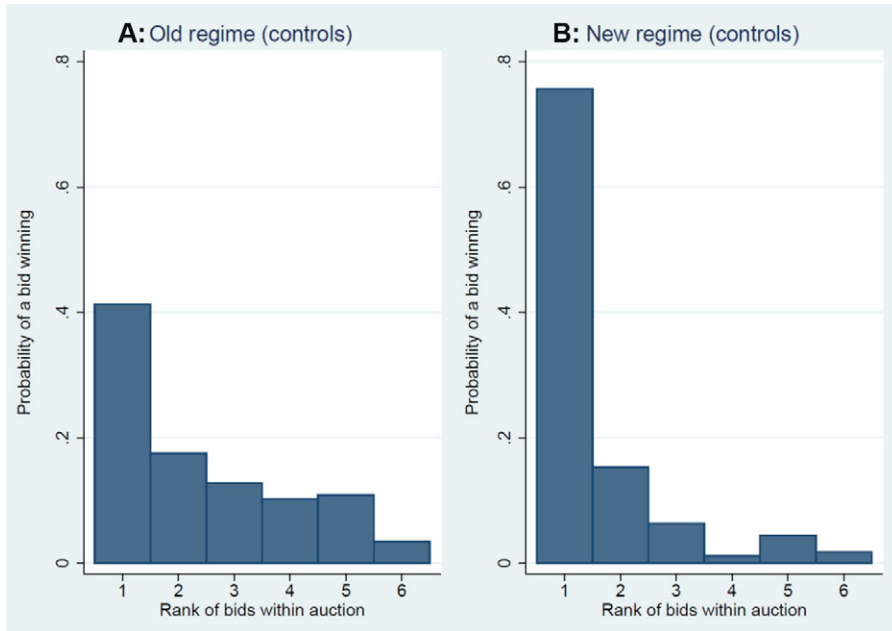 A: Old regime (controls)
Probability of a bid winning
.8
.6
.4
.2
0
1 2 3 4 5 6
Rank of bids within auction
B: New regime (controls)
Probability of a bid winning
.8
.6
.4
.2
0
1 2 3 4 5 6
Rank of bids within auction